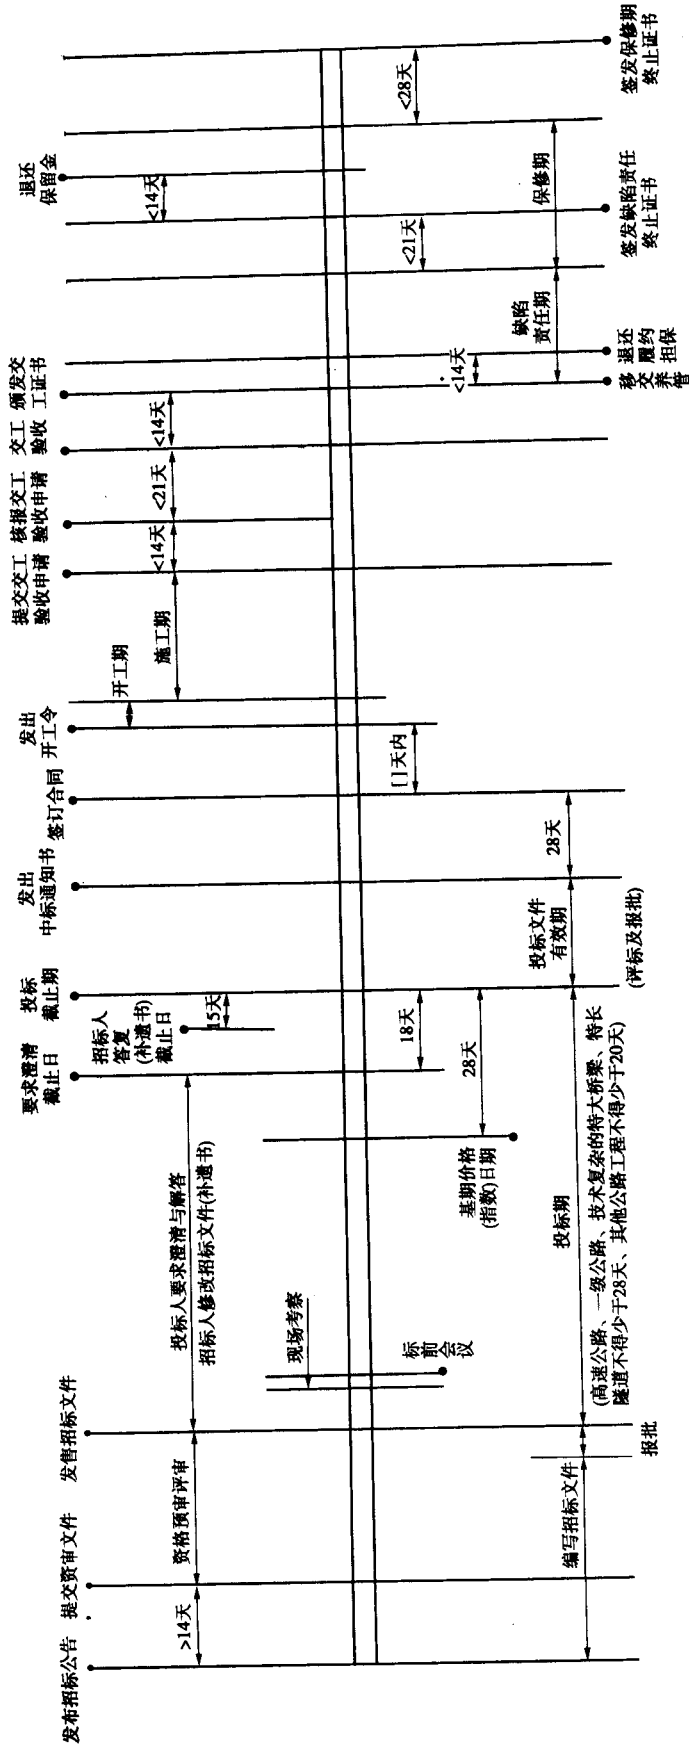 发布招标公告
提交资审文件
发售招标文件
要求澄清
截止日
招标人
答复
(补遗书)
截止日
投标
截止期
发出
中标通知书
签订合同
发出
开工令
开工期
提交交工
验收申请
核报交工
验收申请
交工
验收
颁发交
工证书
退还
保留金
>14天
资格预审评审
投标人要求澄清与解答
招标人修改招标文件(补遗书)
15天
施工期
<14天
<21天
<14天
<14天
现场考察
标前会议
基期价格
(指数)日期
18天
28天
[ ]天内
<14天
<21天
<28天
编写招标文件
报批
投标期
(高速公路、一级公路、技术复杂的特大桥梁、特长
隧道不得少于28天、其他公路工程不得少于20天)
投标文件
有效期
(评标及报批)
28天
缺陷
责任期
保修期
移交养管
退还
履约
担保
签发缺陷责任
终止证书
签发保修期
终止证书